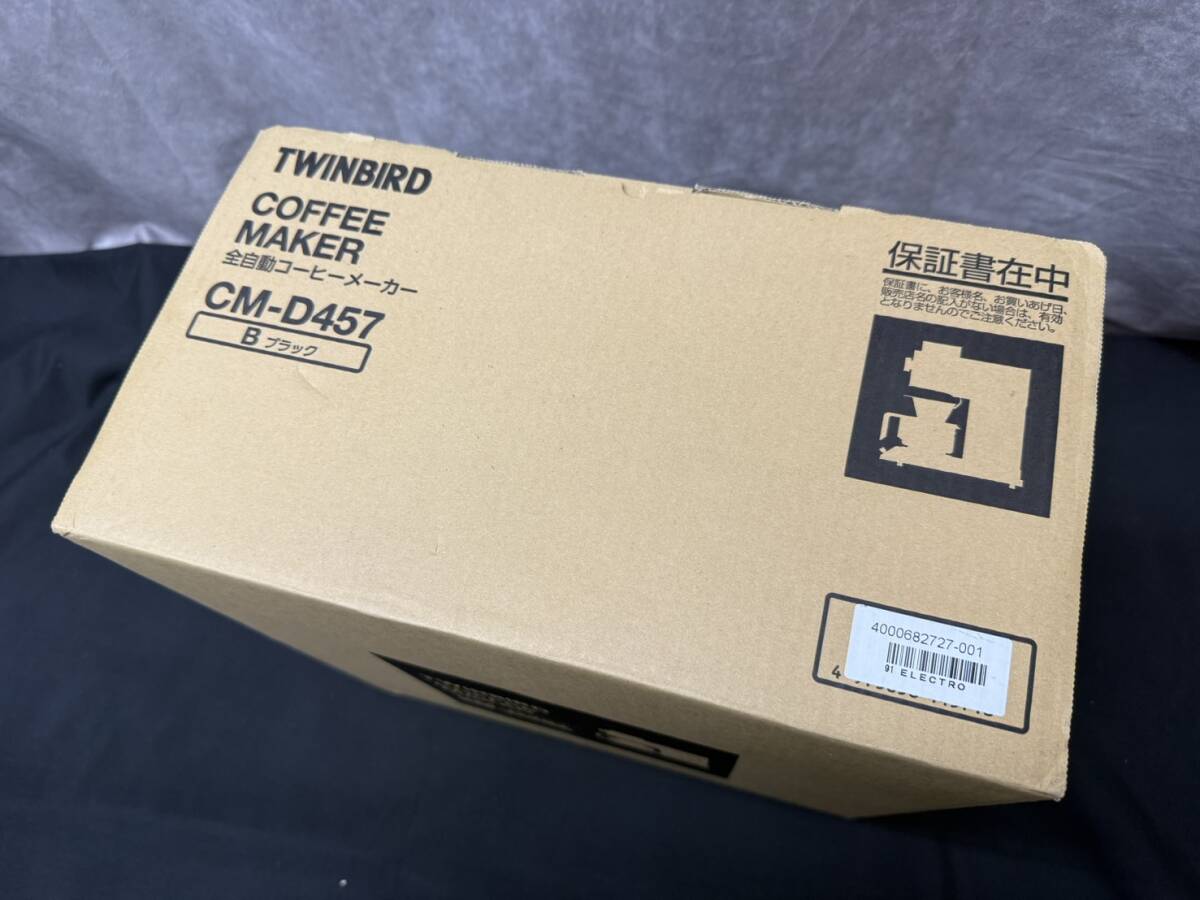 TWINBIRD
COFFEE
MAKER
全自動コーヒーメーカー
CM-D457
B ブラック
保証書在中
保証書に、お客様名、お買いあげ日、
販売店名の記入がない場合は、有効
となりませんのでご注意ください。
4000682727-001
91 ELECTRO
TWINBIRD